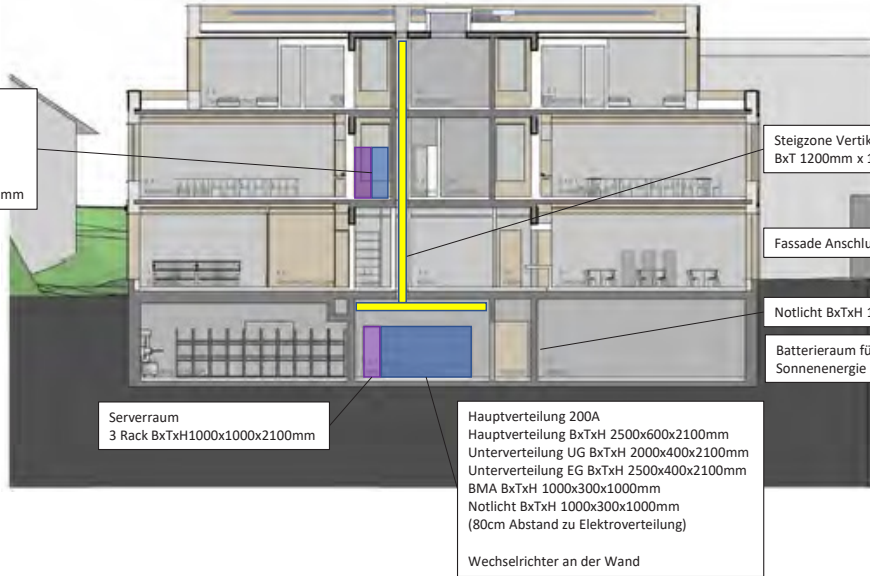 mm
Steigzone Vertik
BxT 1200mm x 1
Fassade Anschlu
Notlicht BxTxH 1
Batterieraum fü
Sonnenenergie
Serverraum
3 Rack BxTxH1000x1000x2100mm
Hauptverteilung 200A
Hauptverteilung BxTxH 2500x600x2100mm
Unterverteilung UG BxTxH 2000x400x2100mm
Unterverteilung EG BxTxH 2500x400x2100mm
BMA BxTxH 1000x300x1000mm
Notlicht BxTxH 1000x300x1000mm
(80cm Abstand zu Elektroverteilung)
Wechselrichter an der Wand